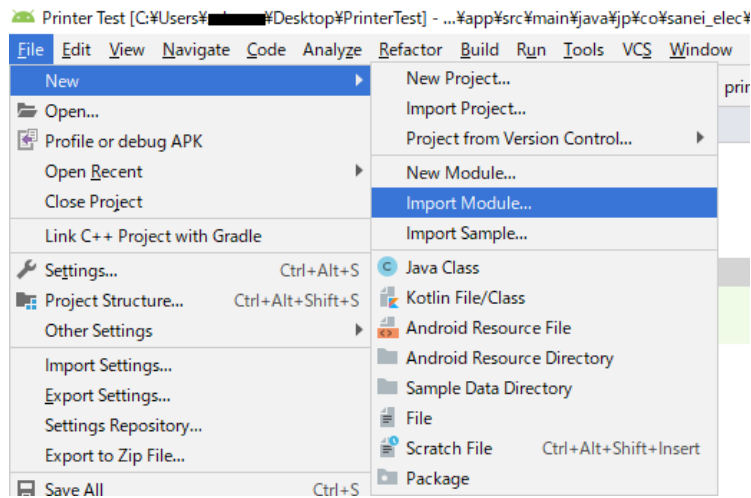 Printer Test [C:¥Users¥ ¥Desktop¥PrinterTest] - ...¥app¥src¥main¥java¥jp¥co¥sanei_elec¥
File Edit View Navigate Code Analyze Refactor Build Run Tools VCS Window
New
Open...
Profile or debug APK
Open Recent
Close Project
Link C++ Project with Gradle
Settings... Ctrl+Alt+S
Project Structure... Ctrl+Alt+Shift+S
Other Settings
Import Settings...
Export Settings...
Settings Repository...
Export to Zip File...
Save All Ctrl+S
New Project...
Import Project...
Project from Version Control...
New Module...
Import Module...
Import Sample...
Java Class
Kotlin File/Class
Android Resource File
Android Resource Directory
Sample Data Directory
File
Scratch File Ctrl+Alt+Shift+Insert
Package